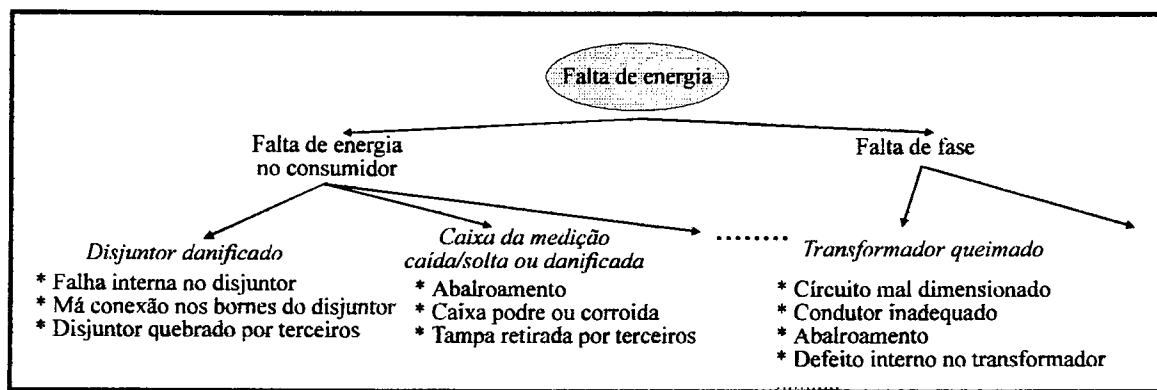 Falta de energia
Falta de energia
no consumidor
Falta de fase
Disjuntor danificado
* Falha interna no disjuntor
* Má conexão nos bornes do disjuntor
* Disjuntor quebrado por terceiros
Caixa da medição
caída/solta ou danificada
* Abalroamento
* Caixa podre ou corroida
* Tampa retirada por terceiros
........
Transformador queimado
* Círcuito mal dimensionado
* Condutor inadequado
* Abalroamento
* Defeito interno no transformador